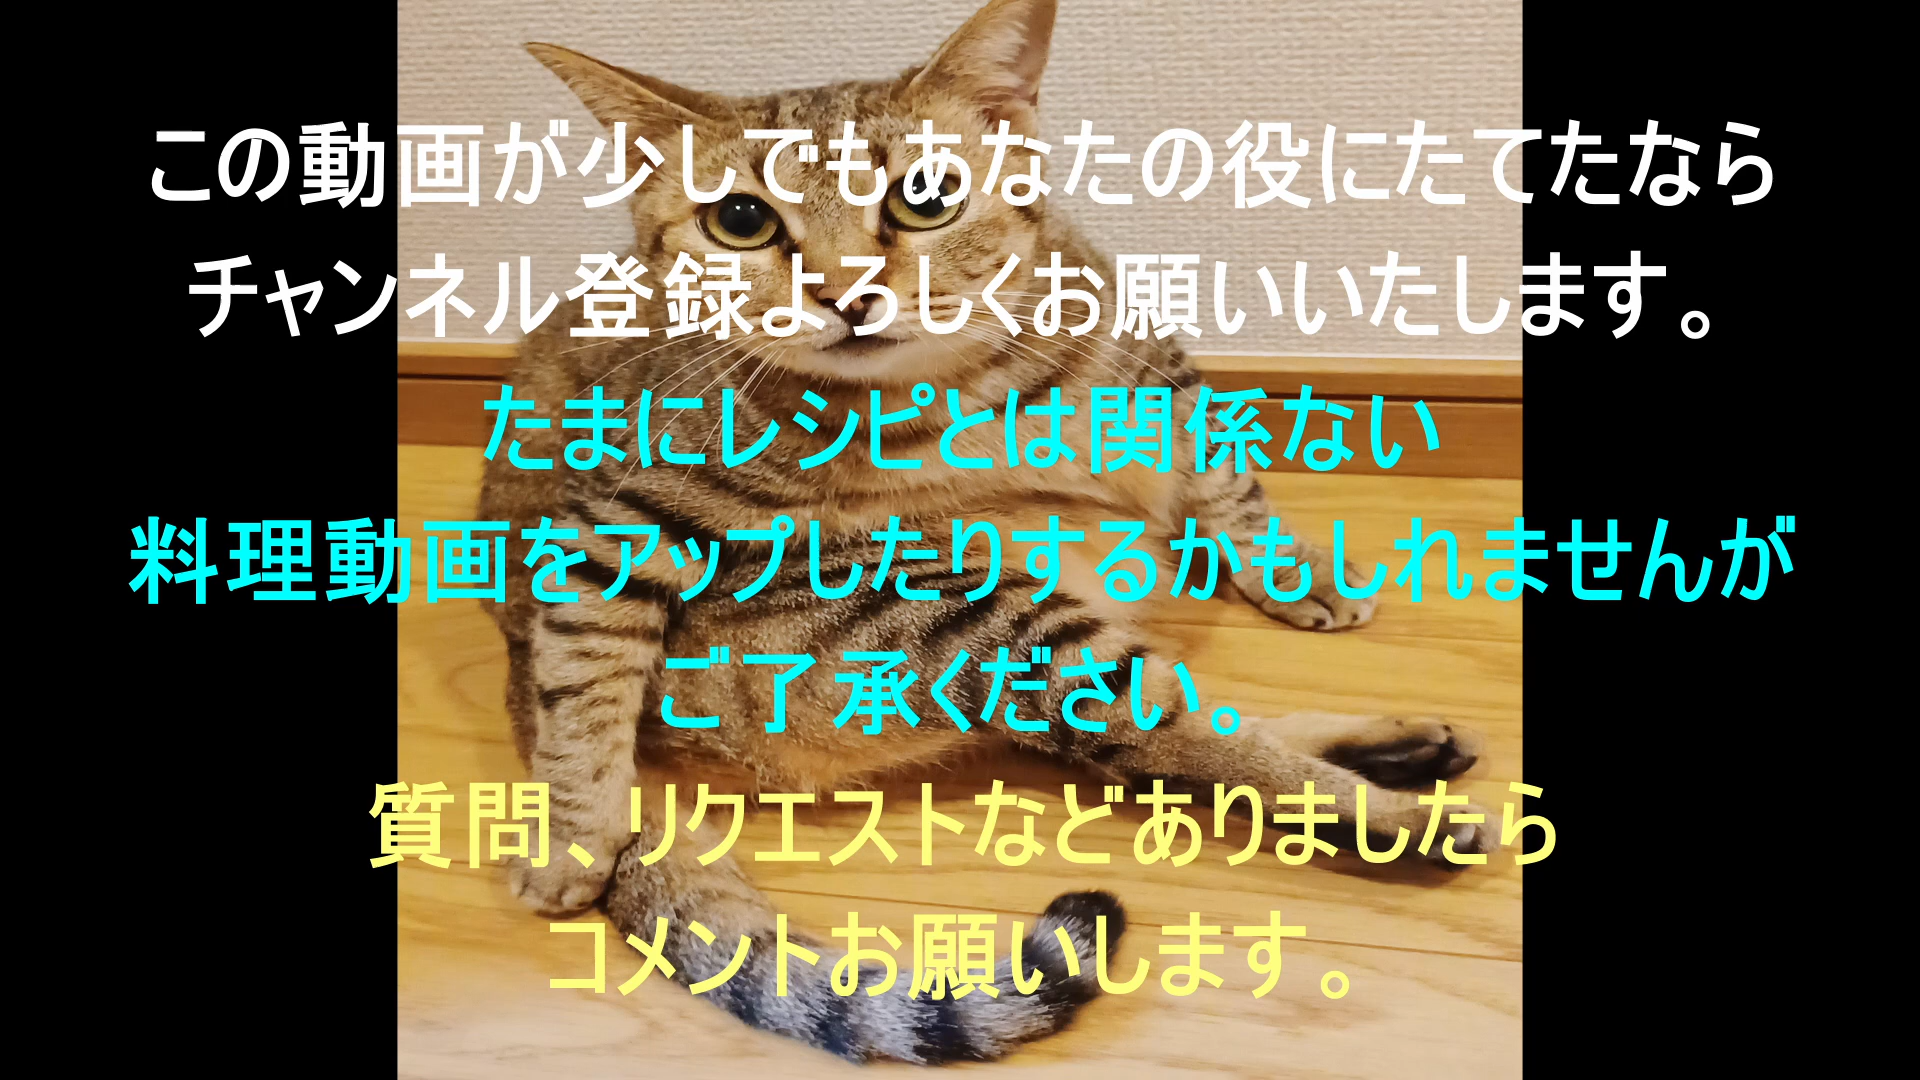 この動画が少しでもあなたの役にたてたなら
チャンネル登録よろしくお願いいたします。
たまにレシピとは関係ない
料理動画をアップしたりするかもしれませんが
ご了承ください。
質問、リクエストなどありましたら
コメントお願いします。